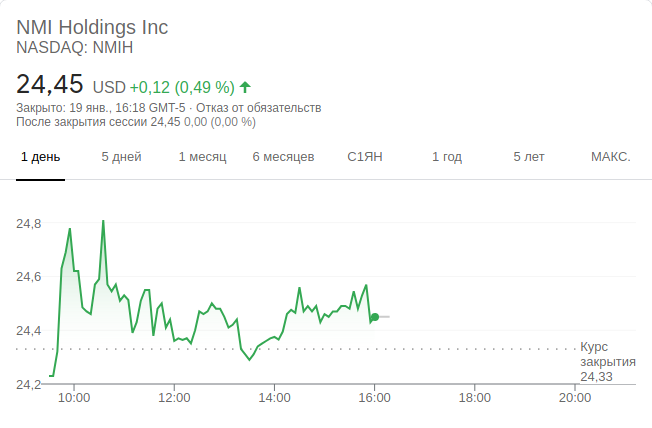 NMI Holdings Inc
NASDAQ: NMIH
24,45 USD +0,12 (0,49 %)
Закрыто: 19 янв., 16:18 GMT-5 · Отказ от обязательств
После закрытия сессии 24,45 0,00 (0,00 %)
1 день 5 дней 1 месяц 6 месяцев С1ЯН 1 год 5 лет МАКС.
24,8
24,6
24,4
Курс
закрытия
24,33
24,2
10:00 12:00 14:00 16:00 18:00 20:00